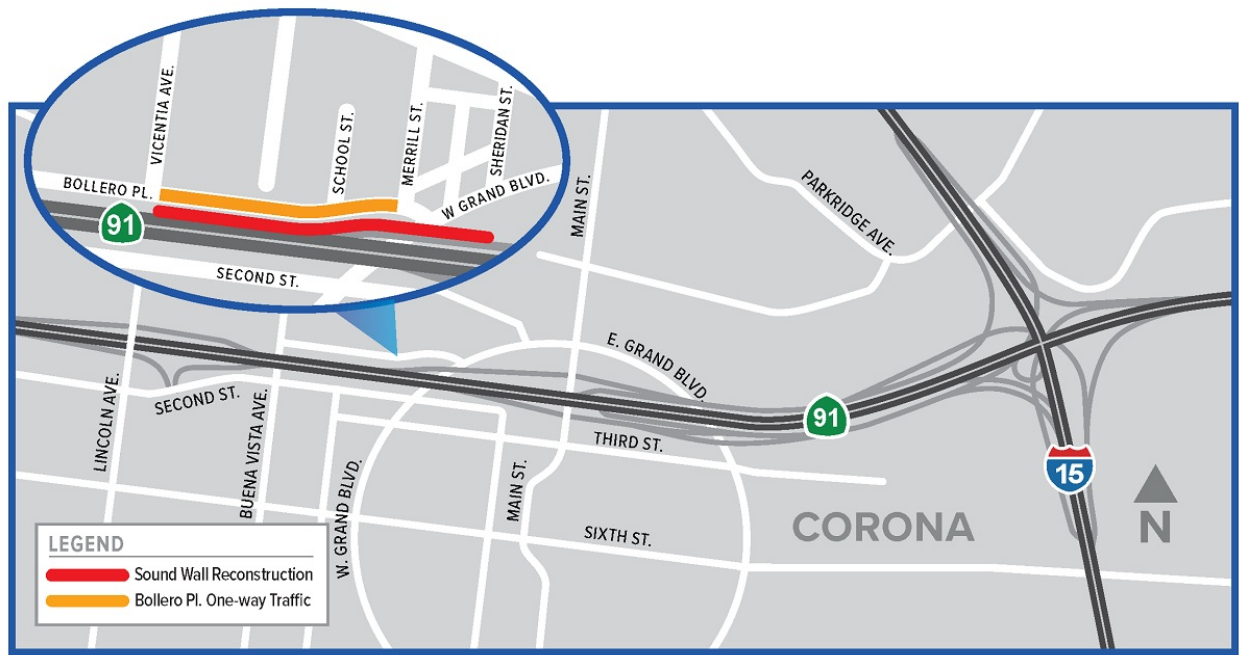 VICENTIA AVE.
SCHOOL ST.
MERRILL ST.
SHERIDAN ST.
BOLLERO PL.
W GRAND BLVD.
91
SECOND ST.
MAIN ST.
PARKRIDGE AVE.
E. GRAND BLVD.
LINCOLN AVE.
SECOND ST.
BUENA VISTA AVE.
W. GRAND BLVD.
MAIN ST.
THIRD ST.
SIXTH ST.
91
15
CORONA
N
LEGEND
Sound Wall Reconstruction
Bollero Pl. One-way Traffic